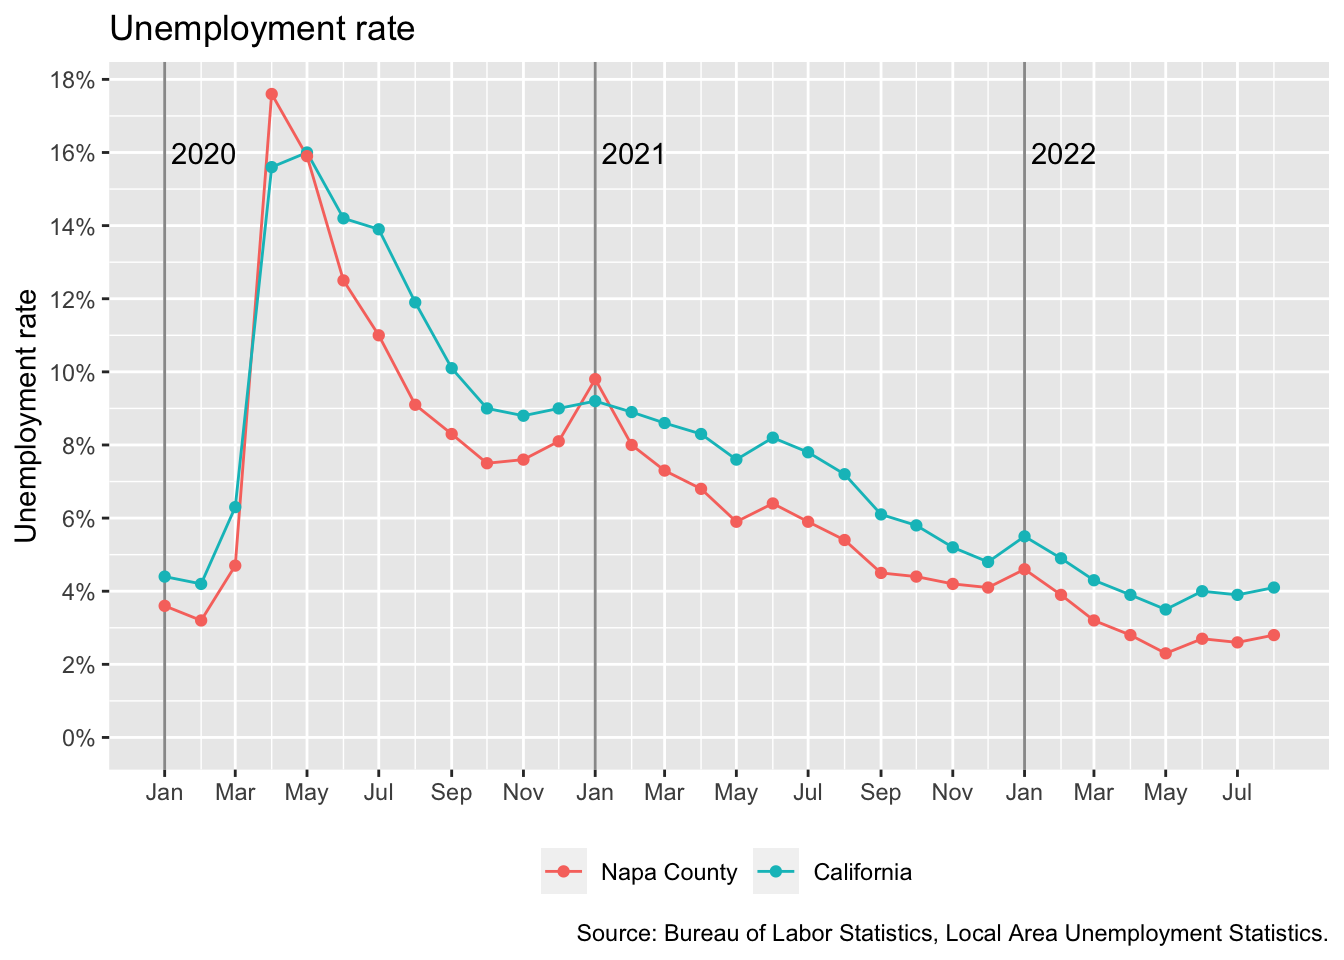 Unemployment rate
18%
16%
14%
12%
10%
8%
6%
4%
2%
0%
Unemployment rate
2020
2021
2022
Jan Mar May Jul Sep Nov Jan Mar May Jul Sep Nov Jan Mar May Jul
Napa County California
Source: Bureau of Labor Statistics, Local Area Unemployment Statistics.